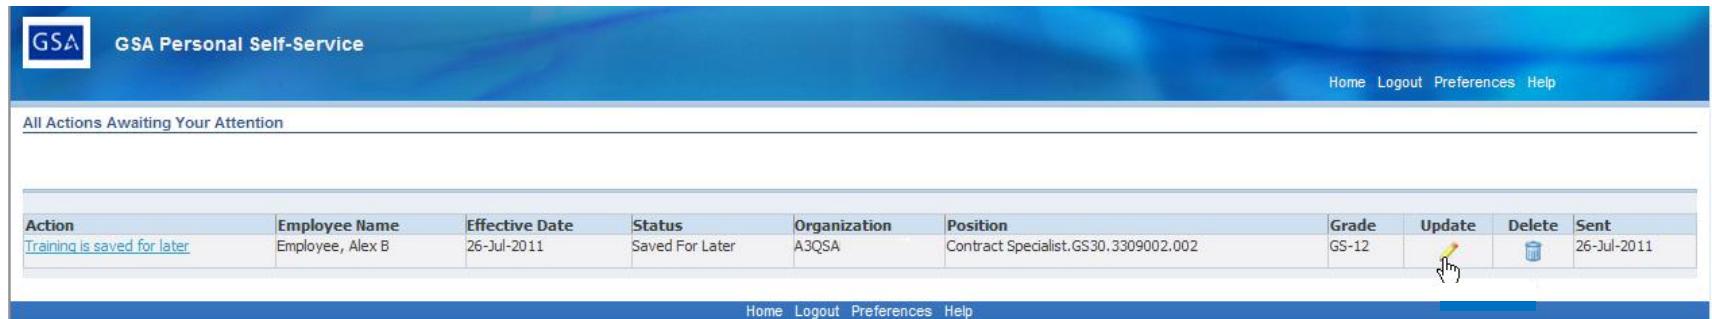 GSA GSA Personal Self-Service
Home Logout Preferences Help
All Actions Awaiting Your Attention
Action Employee Name Effective Date Status Organization Position Grade Update Delete Sent
Training is saved for later Employee, Alex B 26-Jul-2011 Saved For Later A3QSA Contract Specialist.GS30.3309002.002 GS-12 26-Jul-2011
Home Logout Preferences Help